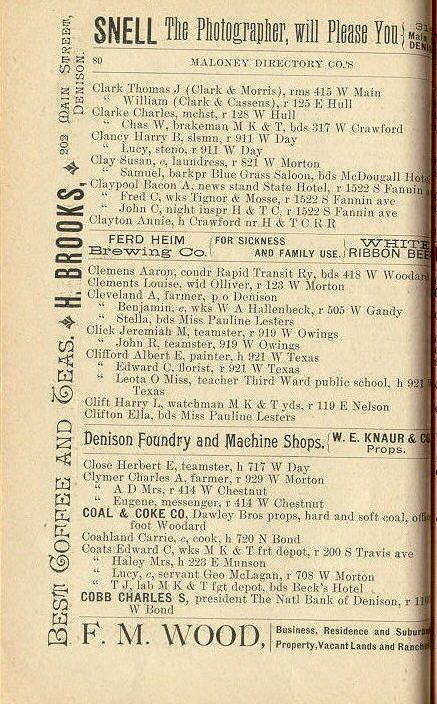 SNELL The Photographer, will Please You
80 MALONEY DIRECTORY CO.'S
Clark Thomas J (Clark & Morris), rms 415 W Main
" William (Clark & Cassens), r 125 E Hull
Clarke Charles, mchst, r 128 W Hull
" Chas W, brakeman M K & T, bds 317 W Crawford
Clancy Harry B, slsmn, r 911 W Day
" Lucy, steno, r 911 W Day
Clay Susan, c, laundress, r 821 W Morton
" Samuel, barkpr Blue Grass Saloon, bds McDougall Hotel
Claypool Bacon A, news stand State Hotel, r 1522 S Fannin
" Fred C, wks Tignor & Mosse, r 1522 S Fannin ave
" John C, night inspr H & T C, r 1522 S Fannin ave
Clayton Annie, h Crawford nr H & T C R R
FERD HEIM Brewing Co. FOR SICKNESS AND FAMILY USE. WHITE RIBBON BEE
Clemens Aaron, condr Rapid Transit Ry, bds 418 W Woodard
Clements Louise, wid Olliver, r 123 W Morton
Cleveland A, farmer, p o Denison
" Benjamin, c, wks W A Hallenbeck, r 505 W Gandy
" Stella, bds Miss Pauline Lesters
Click Jeremiah M, teamster, r 919 W Owings
" John R, teamster, 919 W Owings
Clifford Albert E, painter, h 921 W Texas
" Edward C, florist, r 921 W Texas
" Leota O Miss, teacher Third Ward public school, h 921
Texas
Clift Harry L, watchman M K & T yds, r 119 E Nelson
Clifton Ella, bds Miss Pauline Lesters
Denison Foundry and Machine Shops. W. E. KNAUR & CO. Props.
Close Herbert E, teamster, h 717 W Day
Clymer Charles A, farmer, r 929 W Morton
" A D Mrs, r 414 W Chestnut
" Eugene, messenger, r 414 W Chestnut
COAL & COKE CO. Dawley Bros props, hard and soft coal,
foot Woodard
Coahland Carrie, c, cook, h 720 N Bond
Coats Edward C, wks M K & T frt depot, r 200 S Travis ave
" Haley Mrs, h 223 E Munson
" Lucy, c, servant Geo McLagan, r 708 W Morton
" T J, lab M K & T fgt depot, bds Beck's Hotel
COBB CHARLES S, president The Natl Bank of Denison, r
W Bond
F. M. WOOD, Business, Residence and
Property, Vacant Lands and
BEST COFFEE AND TEAS. H. BROOKS, 202 MAIN STREET, DENISON.